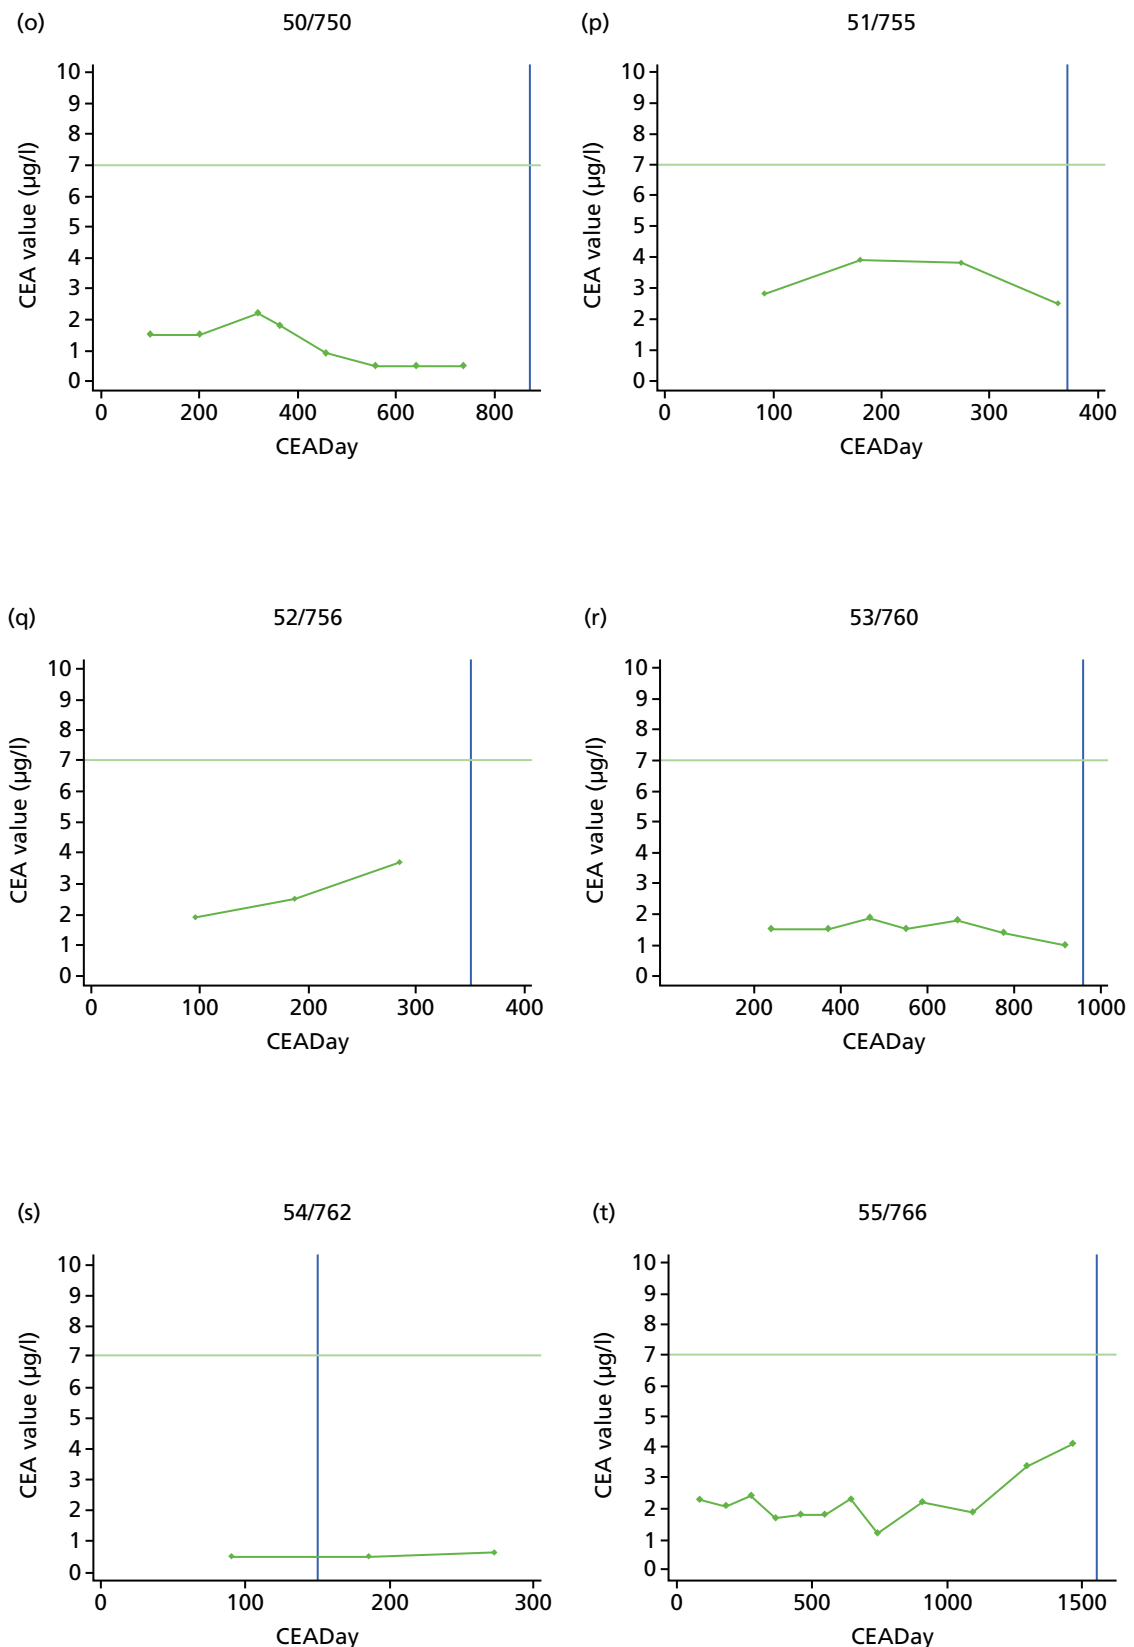 (o) 50/750
10
9
8
7
6
5
4
3
2
1
0
CEA value (µg/l)
0 200 400 600 800
CEADay
(p) 51/755
10
9
8
7
6
5
4
3
2
1
0
CEA value (µg/l)
0 100 200 300 400
CEADay
(q) 52/756
10
9
8
7
6
5
4
3
2
1
0
CEA value (µg/l)
0 100 200 300 400
CEADay
(r) 53/760
10
9
8
7
6
5
4
3
2
1
0
CEA value (µg/l)
200 400 600 800 1000
CEADay
(s) 54/762
10
9
8
7
6
5
4
3
2
1
0
CEA value (µg/l)
0 100 200 300
CEADay
(t) 55/766
10
9
8
7
6
5
4
3
2
1
0
CEA value (µg/l)
0 500 1000 1500
CEADay